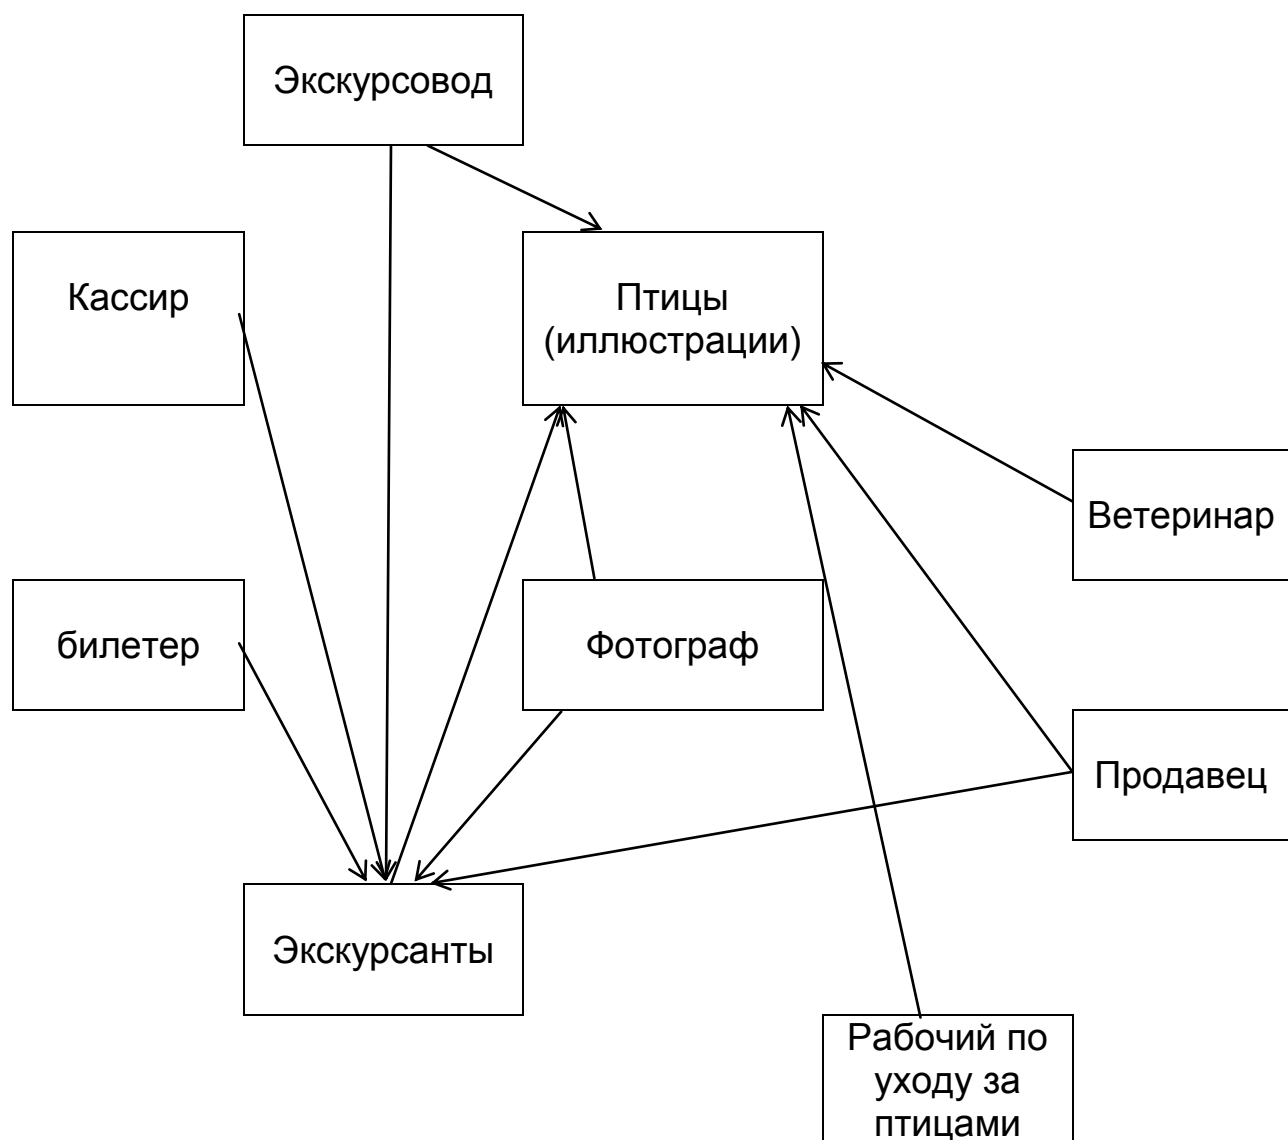 Экскурсовод
Кассир
Птицы
(иллюстрации)
Ветеринар
билетер
Фотограф
Продавец
Экскурсанты
Рабочий по
уходу за
птицами